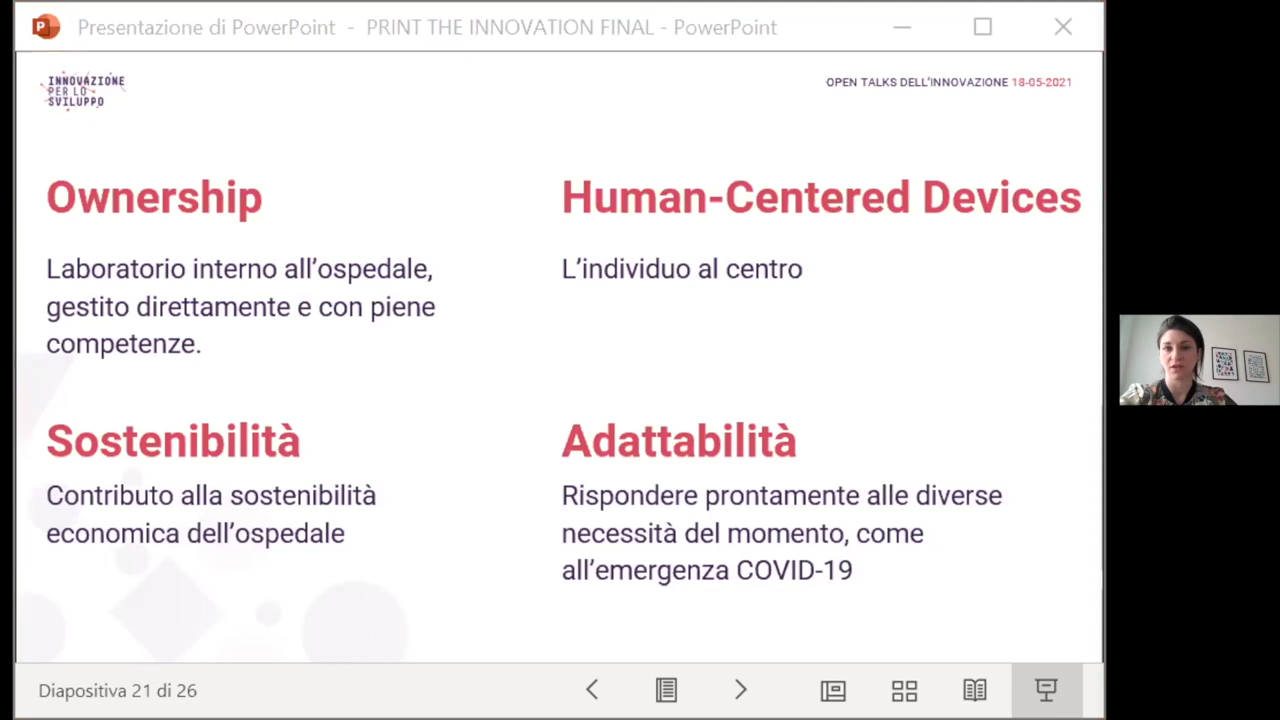 Presentazione di PowerPoint - PRINT THE INNOVATION FINAL - PowerPoint
INNOVAZIONE
PER LO
SVILUPPO
OPEN TALKS DELL'INNOVAZIONE 18-05-2021
Ownership
Laboratorio interno all’ospedale,
gestito direttamente e con piene
competenze.
Human-Centered Devices
L’individuo al centro
Sostenibilità
Contributo alla sostenibilità
economica dell’ospedale
Adattabilità
Rispondere prontamente alle diverse
necessità del momento, come
all’emergenza COVID-19
Diapositiva 21 di 26